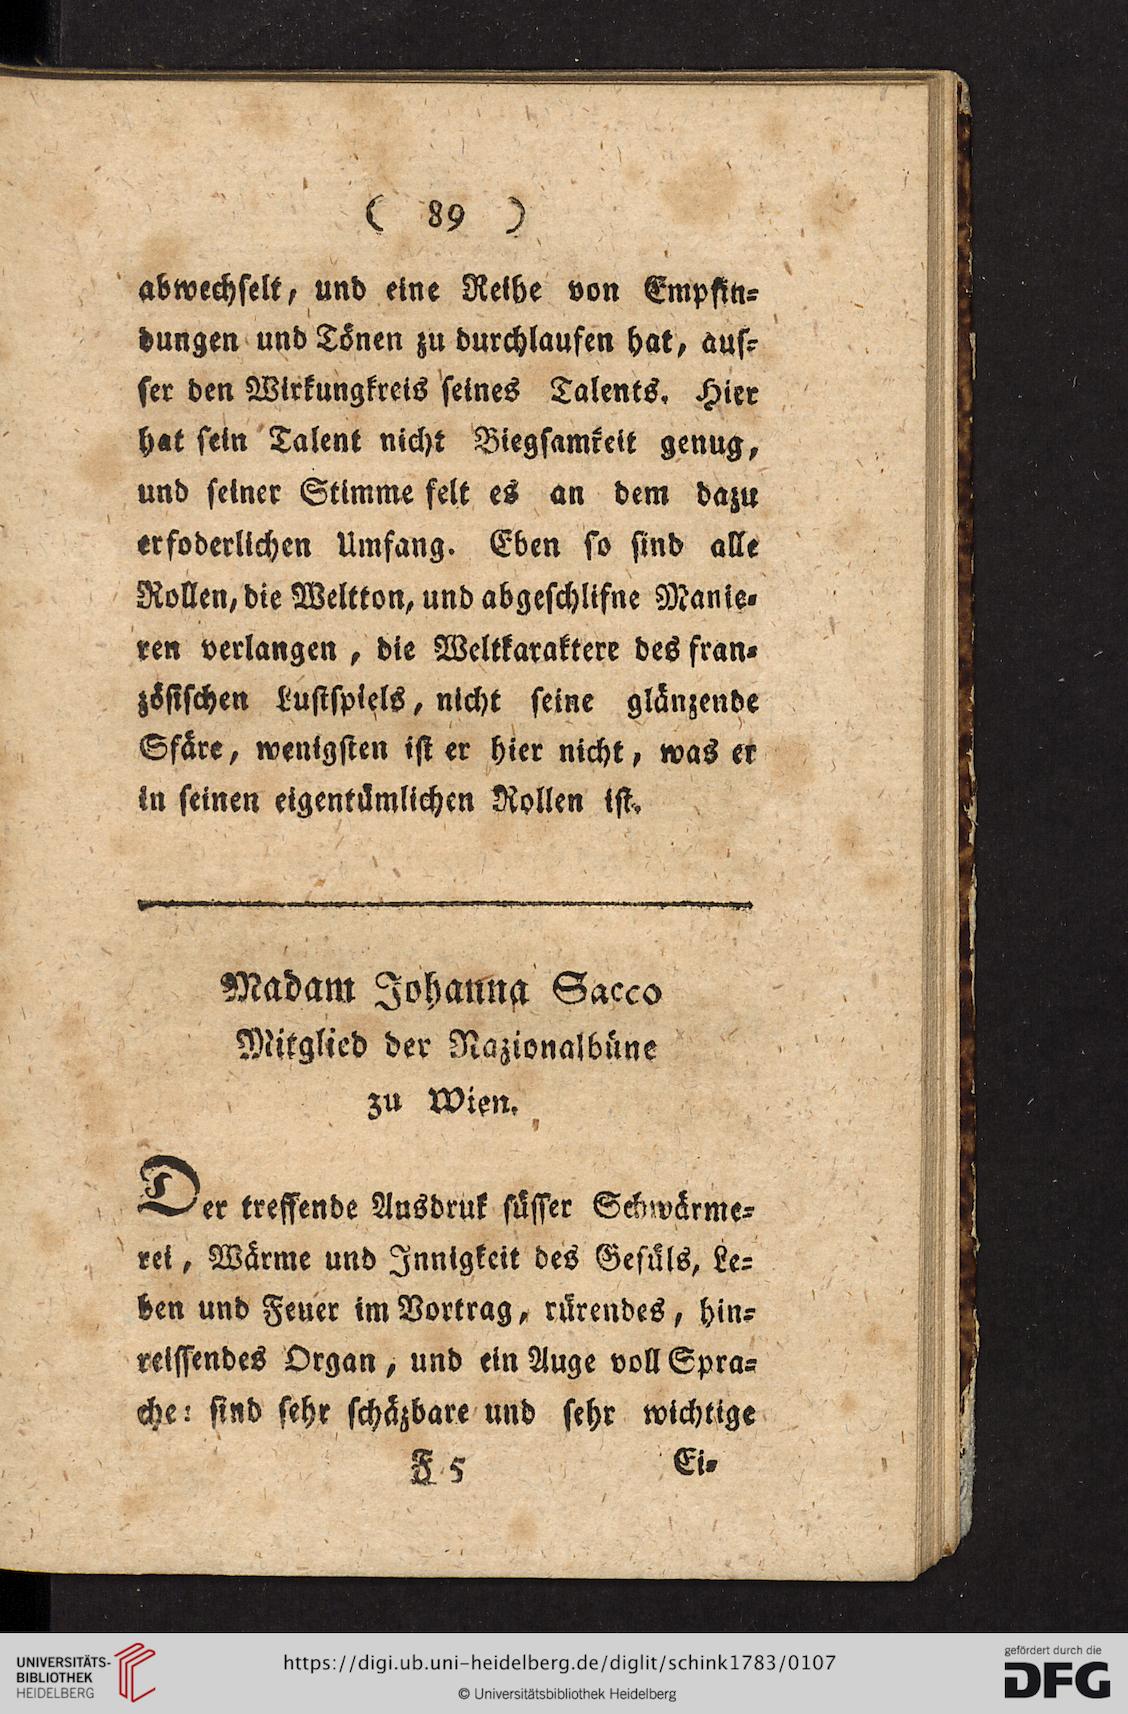 ( 89 )
abwechselt, und eine Reihe von Empfin-
dungen und Tönen zu durchlaufen hat, aus-
ser den Wirkungkreis seines Talents. Hier
hat sein Talent nicht Biegsamkeit genug,
und seiner Stimme felt es an dem dazu
erfoderlichen Umfang. Eben so sind alle
Rollen, die Weltton, und abgeschlifne Manie-
ren verlangen, die Weltkaraktere des fran-
zösischen Lustspiels, nicht seine glänzende
Sfäre, wenigsten ist er hier nicht, was er
in seinen eigentümlichen Rollen ist.
Madam Johanna Sacco
Mitglied der Nazionalbüne
zu Wien.
Der treffende Ausdruk süsser Schwärme-
rei, Wärme und Innigkeit des Gefüls, Le-
ben und Feuer im Vortrag, rürendes, hin-
reissendes Organ, und ein Auge voll Spra-
che: sind sehr schäzbare und sehr wichtige
F 5 Ei-
UNIVERSITÄTS-
BIBLIOTHEK
HEIDELBERG
https://digi.ub.uni-heidelberg.de/diglit/schink1783/0107
© Universitätsbibliothek Heidelberg
gefördert durch die
DFG